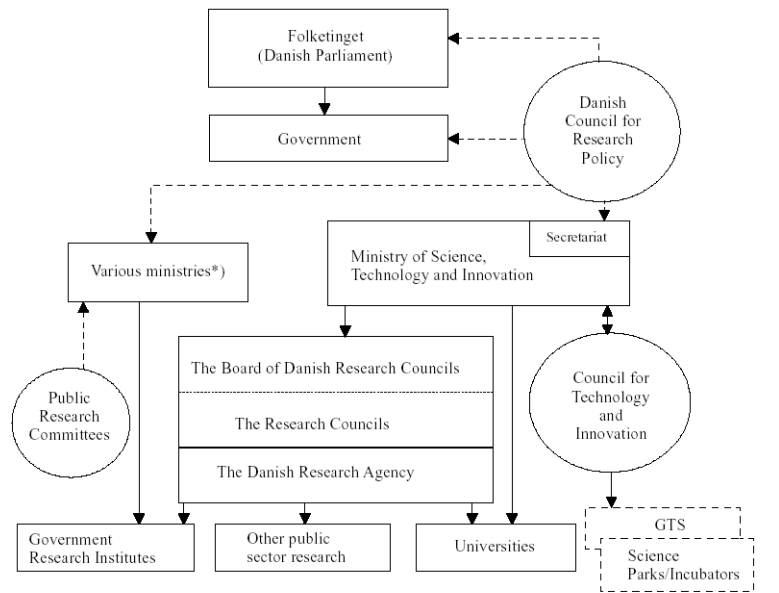 Folketinget
(Danish Parliament)
Danish
Council for
Research
Policy
Government
Secretariat
Various ministries*)
Ministry of Science,
Technology and Innovation
The Board of Danish Research Councils
Public
Research
Committees
Council for
Technology
and
Innovation
The Research Councils
The Danish Research Agency
Government
Research Institutes
Other public
sector research
Universities
GTS
Science
Parks/Incubators